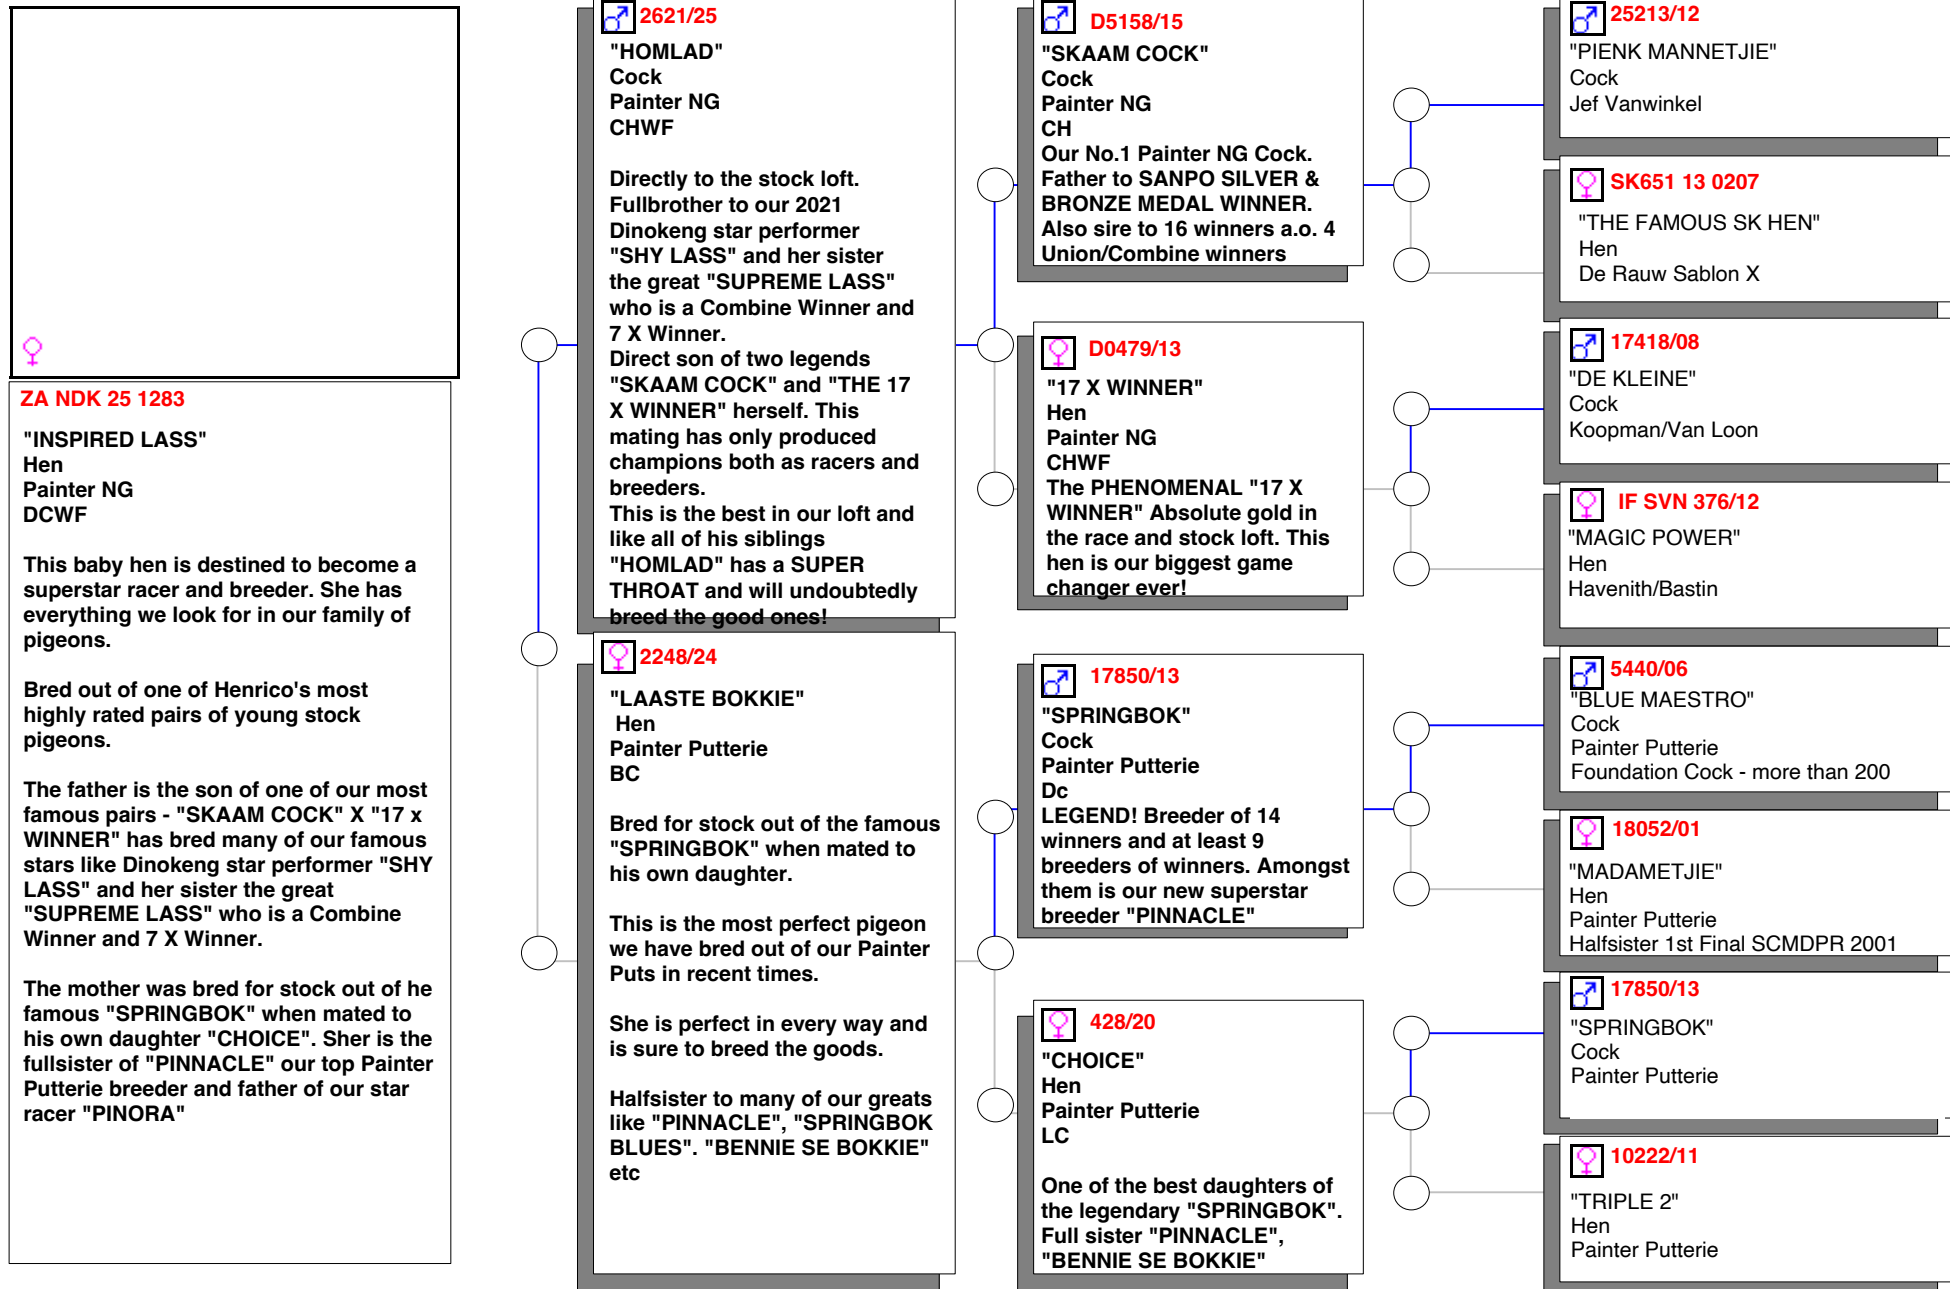 ZA NDK 25 1283
"INSPIRED LASS"
Hen
Painter NG
DCWF
This baby hen is destined to become a
superstar racer and breeder. She has
everything we look for in our family of
pigeons.
Bred out of one of Henrico's most
highly rated pairs of young stock
pigeons.
The father is the son of one of our most
famous pairs - "SKAAM COCK" X "17 x
WINNER" has bred many of our famous
stars like Dinokeng star performer "SHY
LASS" and her sister the great
"SUPREME LASS" who is a Combine
Winner and 7 X Winner.
The mother was bred for stock out of he
famous "SPRINGBOK" when mated to
his own daughter "CHOICE". Sher is the
fullsister of "PINNACLE" our top Painter
Putterie breeder and father of our star
racer "PINORA"
2621/25
"HOMLAD"
Cock
Painter NG
CHWF
Directly to the stock loft.
Fullbrother to our 2021
Dinokeng star performer
"SHY LASS" and her sister
the great "SUPREME LASS"
who is a Combine Winner and
7 X Winner.
Direct son of two legends
"SKAAM COCK" and "THE 17
X WINNER" herself. This
mating has only produced
champions both as racers and
breeders.
This is the best in our loft and
like all of his siblings
"HOMLAD" has a SUPER
THROAT and will undoubtedly
breed the good ones!
2248/24
"LAASTE BOKKIE"
Hen
Painter Putterie
BC
Bred for stock out of the famous
"SPRINGBOK" when mated to
his own daughter.
This is the most perfect pigeon
we have bred out of our Painter
Puts in recent times.
She is perfect in every way and
is sure to breed the goods.
Halfsister to many of our greats
like "PINNACLE", "SPRINGBOK
BLUES". "BENNIE SE BOKKIE"
etc
D5158/15
"SKAAM COCK"
Cock
Painter NG
CH
Our No.1 Painter NG Cock.
Father to SANPO SILVER &
BRONZE MEDAL WINNER.
Also sire to 16 winners a.o. 4
Union/Combine winners
D0479/13
"17 X WINNER"
Hen
Painter NG
CHWF
The PHENOMENAL "17 X
WINNER" Absolute gold in
the race and stock loft. This
hen is our biggest game
changer ever!
17850/13
"SPRINGBOK"
Cock
Painter Putterie
Dc
LEGEND! Breeder of 14
winners and at least 9
breeders of winners. Amongst
them is our new superstar
breeder "PINNACLE"
428/20
"CHOICE"
Hen
Painter Putterie
LC
One of the best daughters of
the legendary "SPRINGBOK".
Full sister "PINNACLE",
"BENNIE SE BOKKIE"
25213/12
"PIENK MANNETJIE"
Cock
Jef Vanwinkel
SK651 13 0207
"THE FAMOUS SK HEN"
Hen
De Rauw Sablon X
17418/08
"DE KLEINE"
Cock
Koopman/Van Loon
IF SVN 376/12
"MAGIC POWER"
Hen
Havenith/Bastin
5440/06
"BLUE MAESTRO"
Cock
Painter Putterie
Foundation Cock - more than 200
18052/01
"MADAMETJIE"
Hen
Painter Putterie
Halfsister 1st Final SCMDPR 2001
17850/13
"SPRINGBOK"
Cock
Painter Putterie
10222/11
"TRIPLE 2"
Hen
Painter Putterie